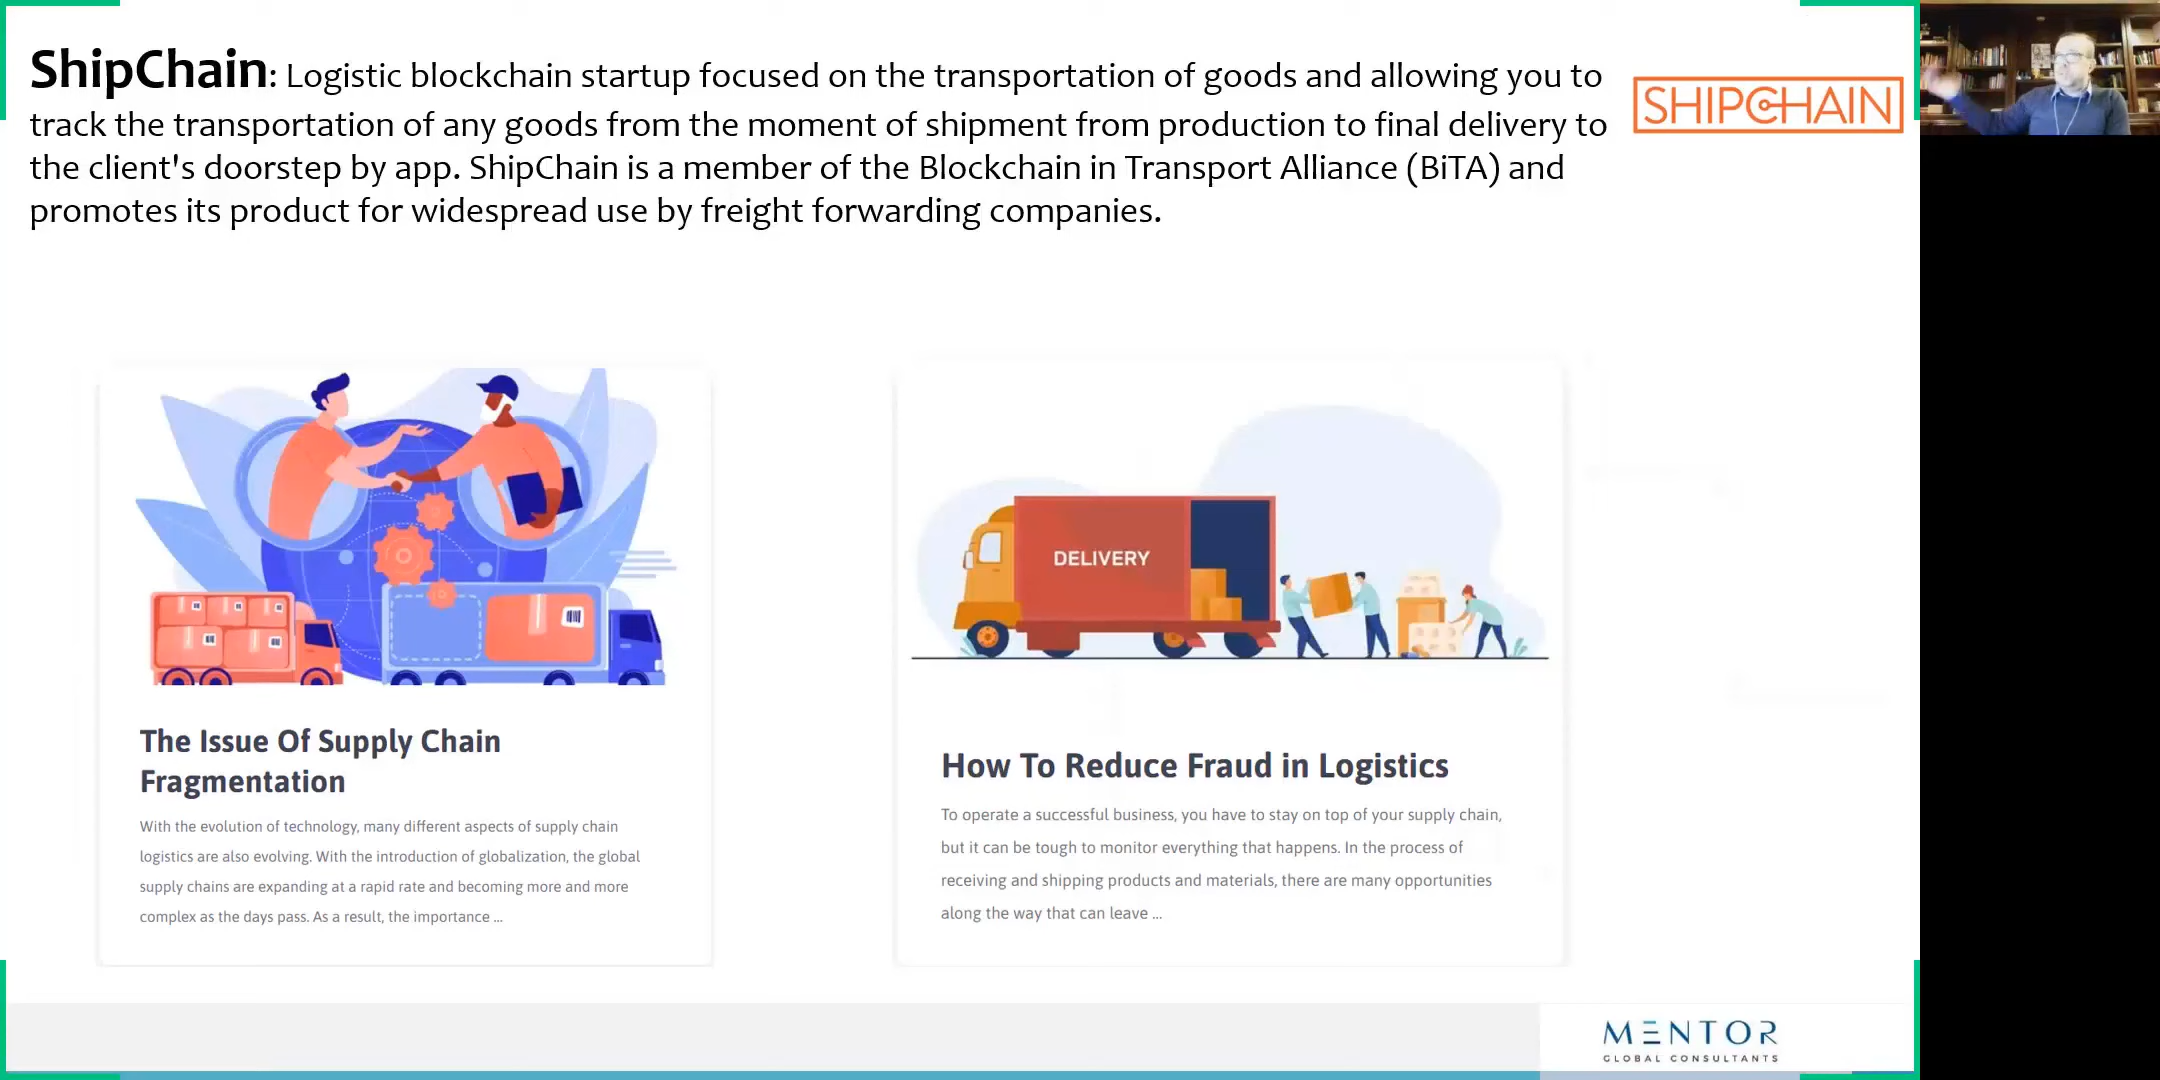 ShipChain: Logistic blockchain startup focused on the transportation of goods and allowing you to
track the transportation of any goods from the moment of shipment from production to final delivery to
the client's doorstep by app. ShipChain is a member of the Blockchain in Transport Alliance (BiTA) and
promotes its product for widespread use by freight forwarding companies.
SHIPCHAIN
DELIVERY
The Issue Of Supply Chain
Fragmentation
With the evolution of technology, many different aspects of supply chain
logistics are also evolving. With the introduction of globalization, the global
supply chains are expanding at a rapid rate and becoming more and more
complex as the days pass. As a result, the importance ...
How To Reduce Fraud in Logistics
To operate a successful business, you have to stay on top of your supply chain,
but it can be tough to monitor everything that happens. In the process of
receiving and shipping products and materials, there are many opportunities
along the way that can leave ...
MENTOR
GLOBAL CONSULTANTS